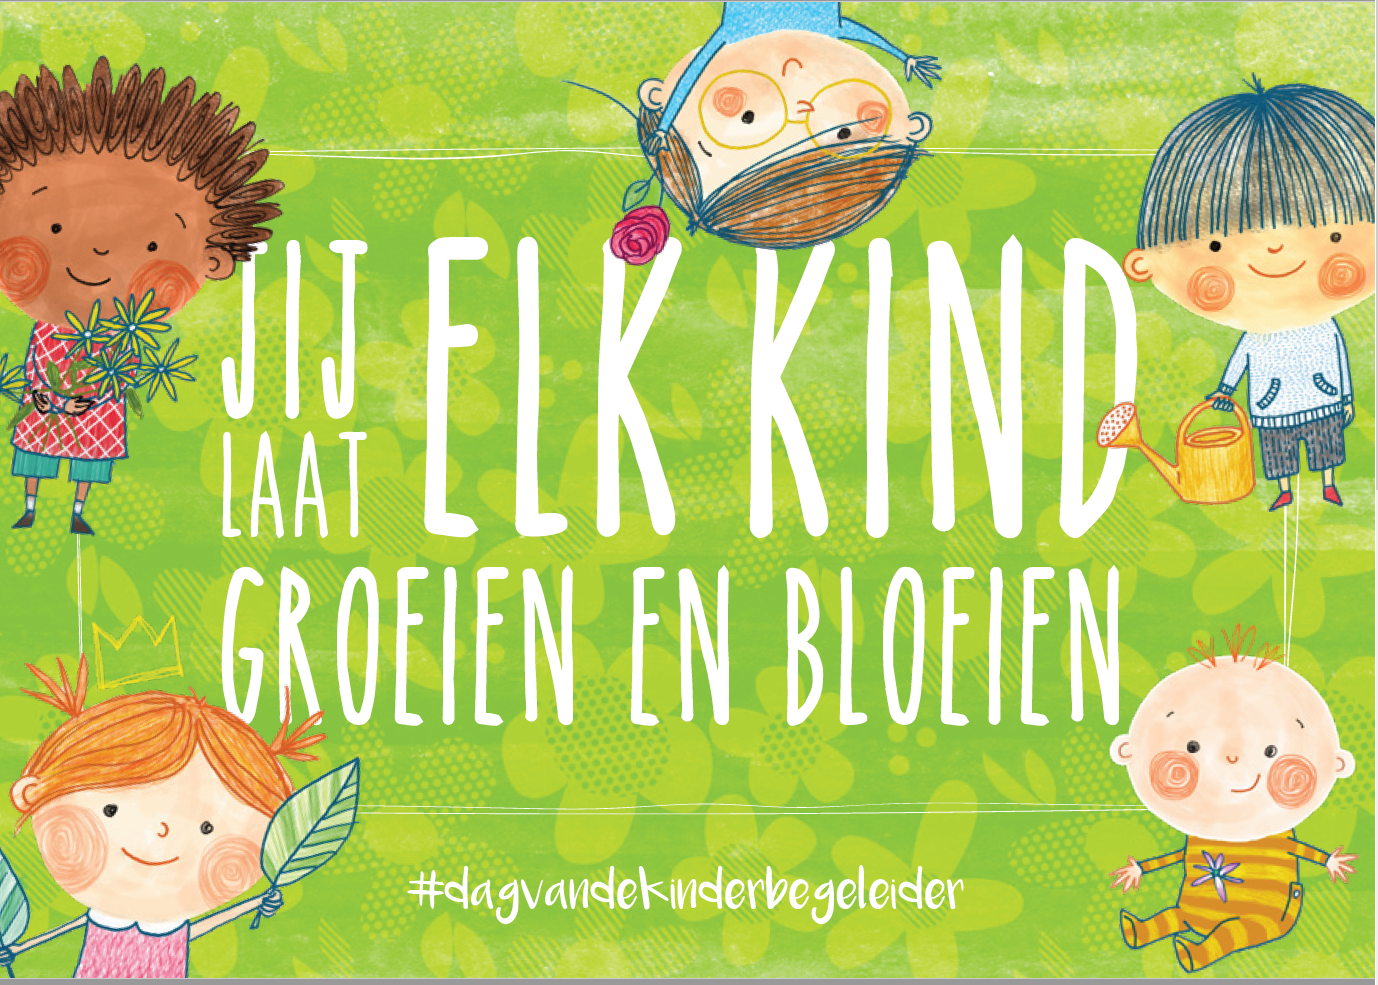 JIJ
LAAT
ELK KIND
GROEIEN EN BLOEIEN
#dagvandekinderbegeleider